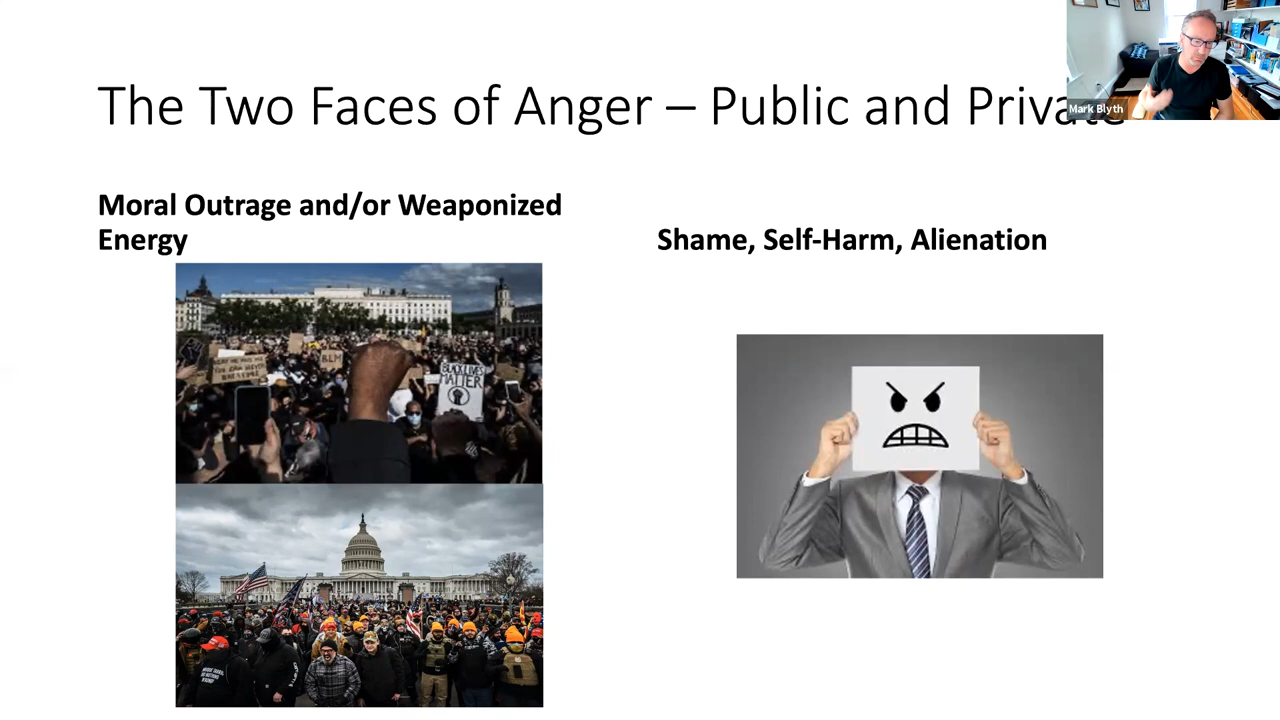 The Two Faces of Anger – Public and Private
Mark Blyth
Moral Outrage and/or Weaponized
Energy
Shame, Self-Harm, Alienation
BLM
BLACK LIVES
MATTER